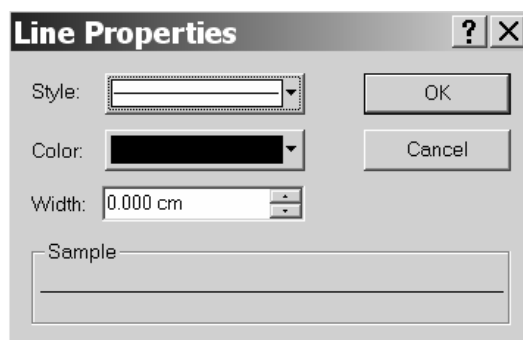 Line Properties
Style:
OK
Color:
Cancel
Width: 0.000 cm
Sample